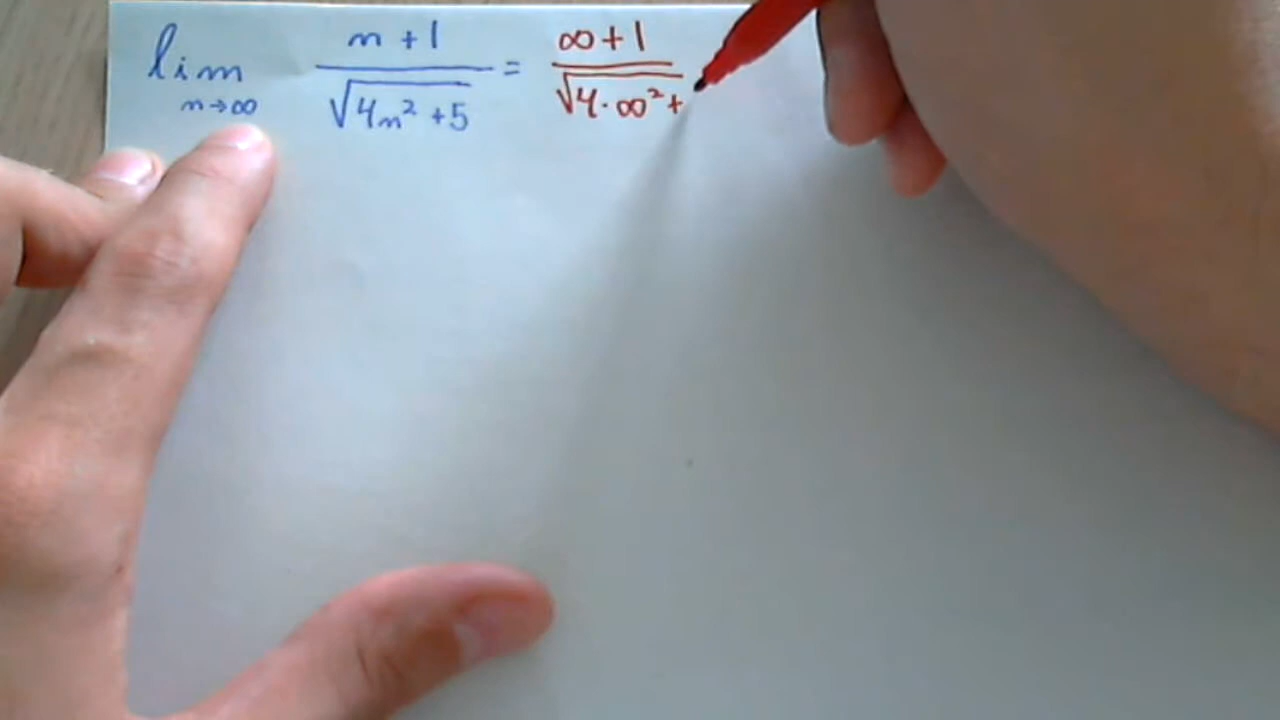 lim n→∞ n + 1 / √4n² + 5 = ∞ + 1 / √4·∞² +